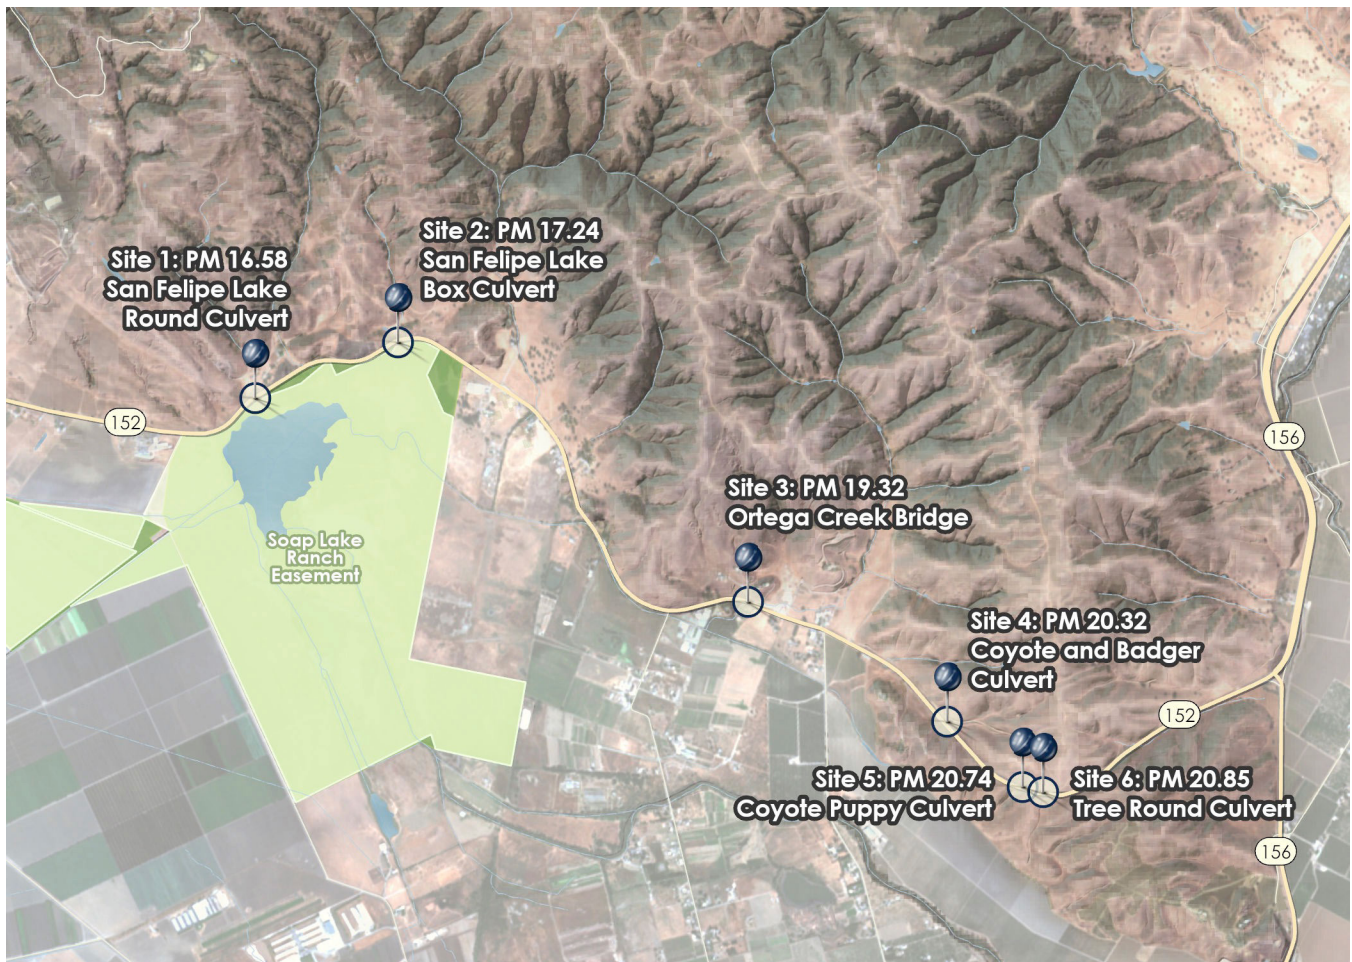 Site 2: PM 17.24
San Felipe Lake
Box Culvert
Site 1: PM 16.58
San Felipe Lake
Round Culvert
152
156
Site 3: PM 19.32
Ortega Creek Bridge
Soap Lake
Ranch
Easement
Site 4: PM 20.32
Coyote and Badger
Culvert
152
Site 5: PM 20.74
Coyote Puppy Culvert
Site 6: PM 20.85
Tree Round Culvert
156